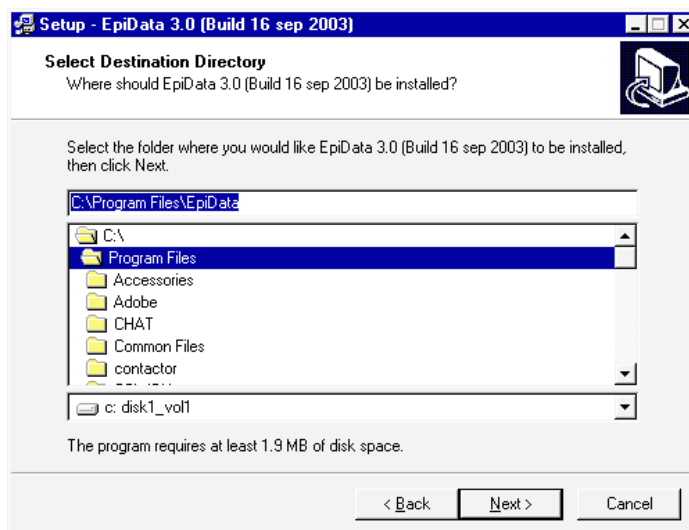 Setup - EpiData 3.0 (Build 16 sep 2003)
Select Destination Directory
Where should EpiData 3.0 (Build 16 sep 2003) be installed?
Select the folder where you would like EpiData 3.0 (Build 16 sep 2003) to be installed,
then click Next.
C:\Program Files\EpiData
C:\
Program Files
Accessories
Adobe
CHAT
Common Files
contactor
c: disk1_vol1
The program requires at least 1.9 MB of disk space.
< Back Next > Cancel